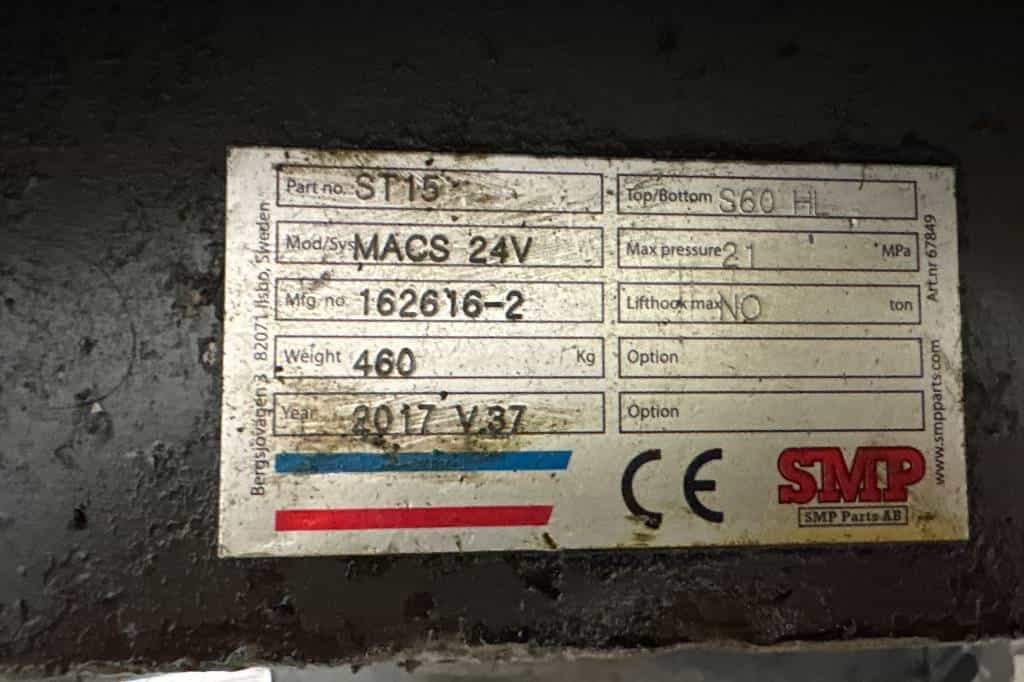 Part no. ST15
Mod/Sys MACS 24V
Mfg. no. 162616-2
Weight 460 Kg
Year 2017 V.37
Top/Bottom S60 HL
Max pressure 21 MPa
Lifthook max NO ton
Option
Option
CE
SMP
SMP Parts AB
Bergsjövägen 3 82071 Ilsbo, Sweden
www.smpparts.com Art.nr 67849